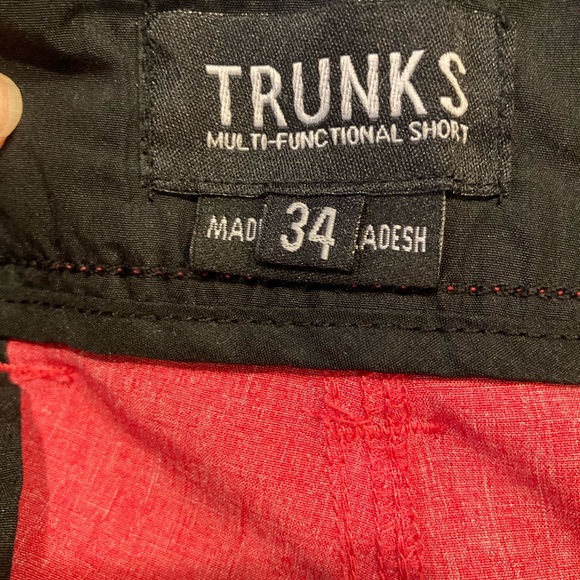 TRUNKS
MULTI-FUNCTIONAL SHORT
MAD 34 ADESH